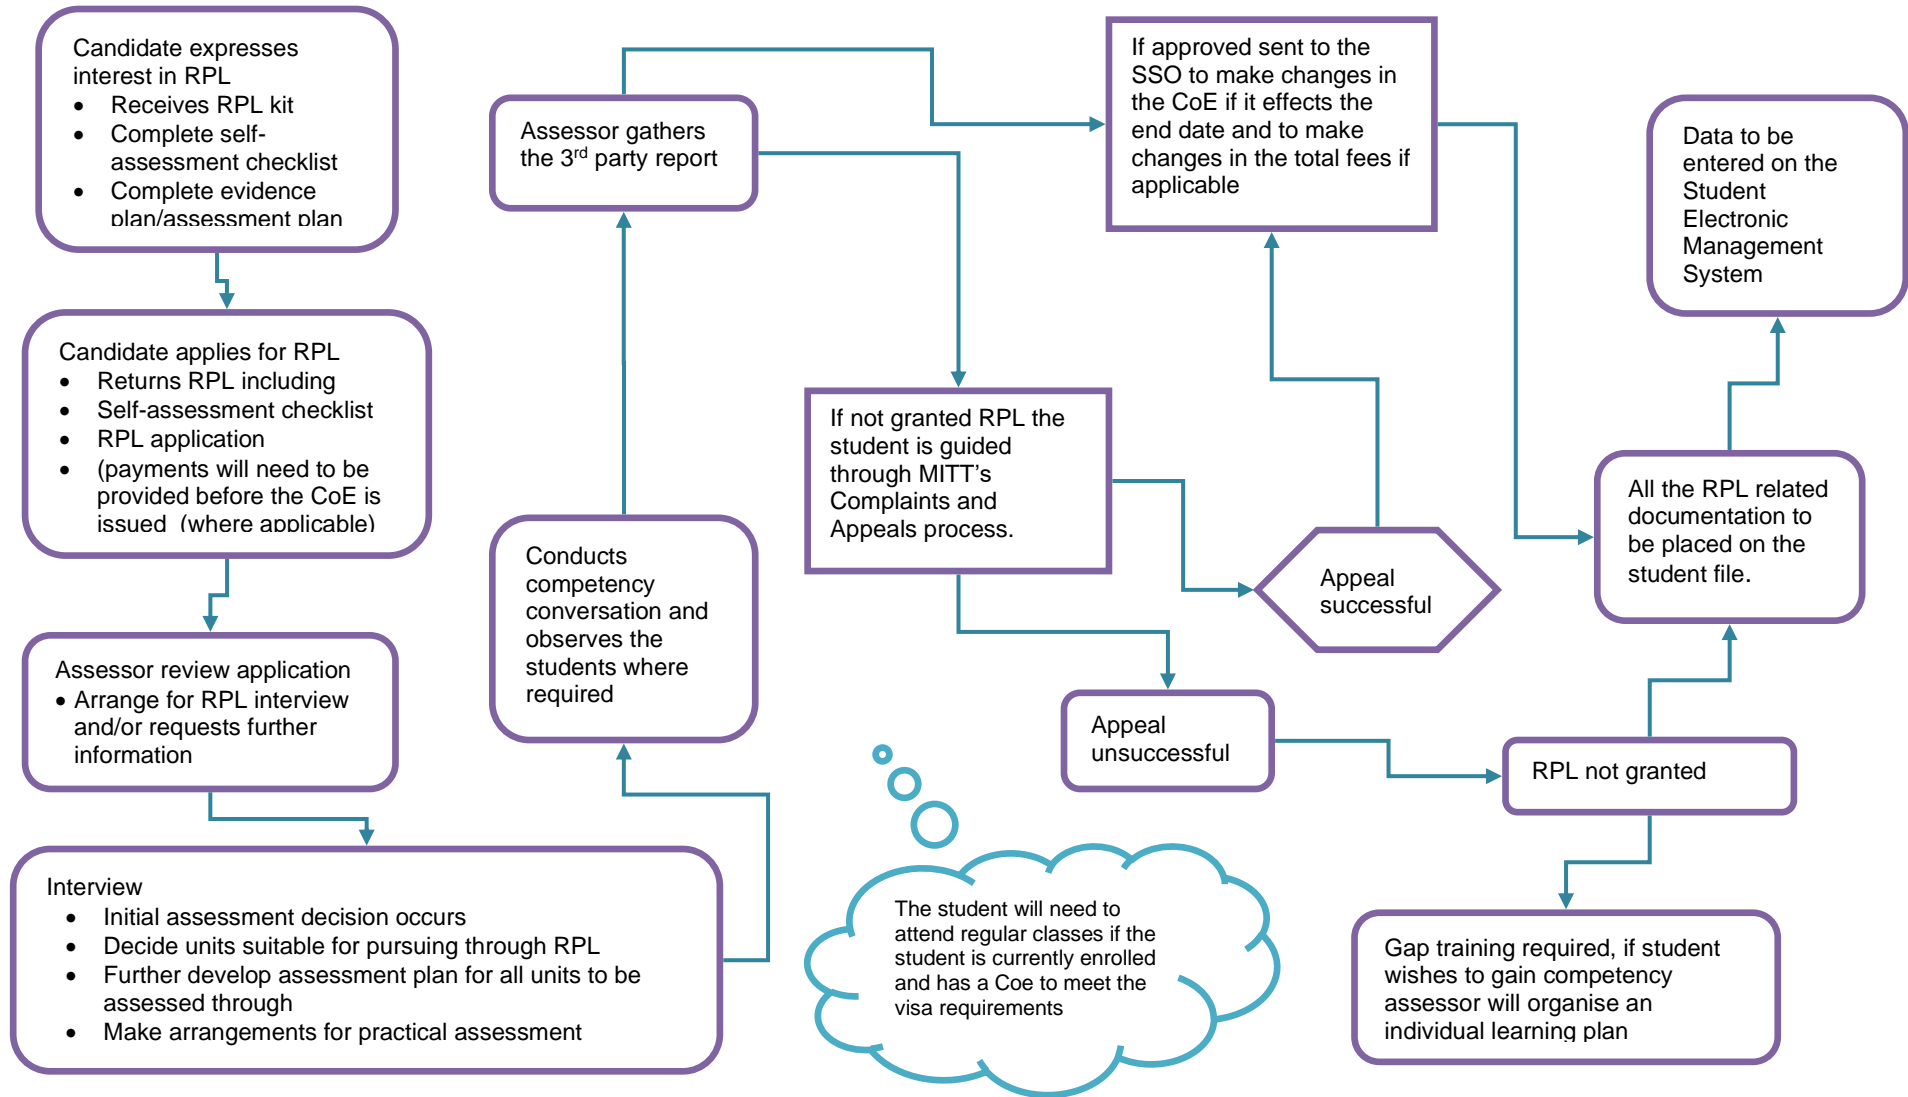 Candidate expresses
interest in RPL
• Receives RPL kit
• Complete self-
assessment checklist
• Complete evidence
plan/assessment plan
Candidate applies for RPL
• Returns RPL including
• Self-assessment checklist
• RPL application
• (payments will need to be
provided before the CoE is
issued (where applicable)
Assessor review application
• Arrange for RPL interview
and/or requests further
information
Interview
• Initial assessment decision occurs
• Decide units suitable for pursuing through RPL
• Further develop assessment plan for all units to be
assessed through
• Make arrangements for practical assessment
Conducts
competency
conversation and
observes the
students where
required
Assessor gathers
the 3rd party report
If approved sent to the
SSO to make changes in
the CoE if it effects the
end date and to make
changes in the total fees if
applicable
If not granted RPL the
student is guided
through MITT's
Complaints and
Appeals process.
Appeal
successful
Appeal
unsuccessful
RPL not granted
Gap training required, if student
wishes to gain competency
assessor will organise an
individual learning plan
All the RPL related
documentation to
be placed on the
student file.
Data to be
entered on the
Student
Electronic
Management
System
The student will need to
attend regular classes if the
student is currently enrolled
and has a Coe to meet the
visa requirements